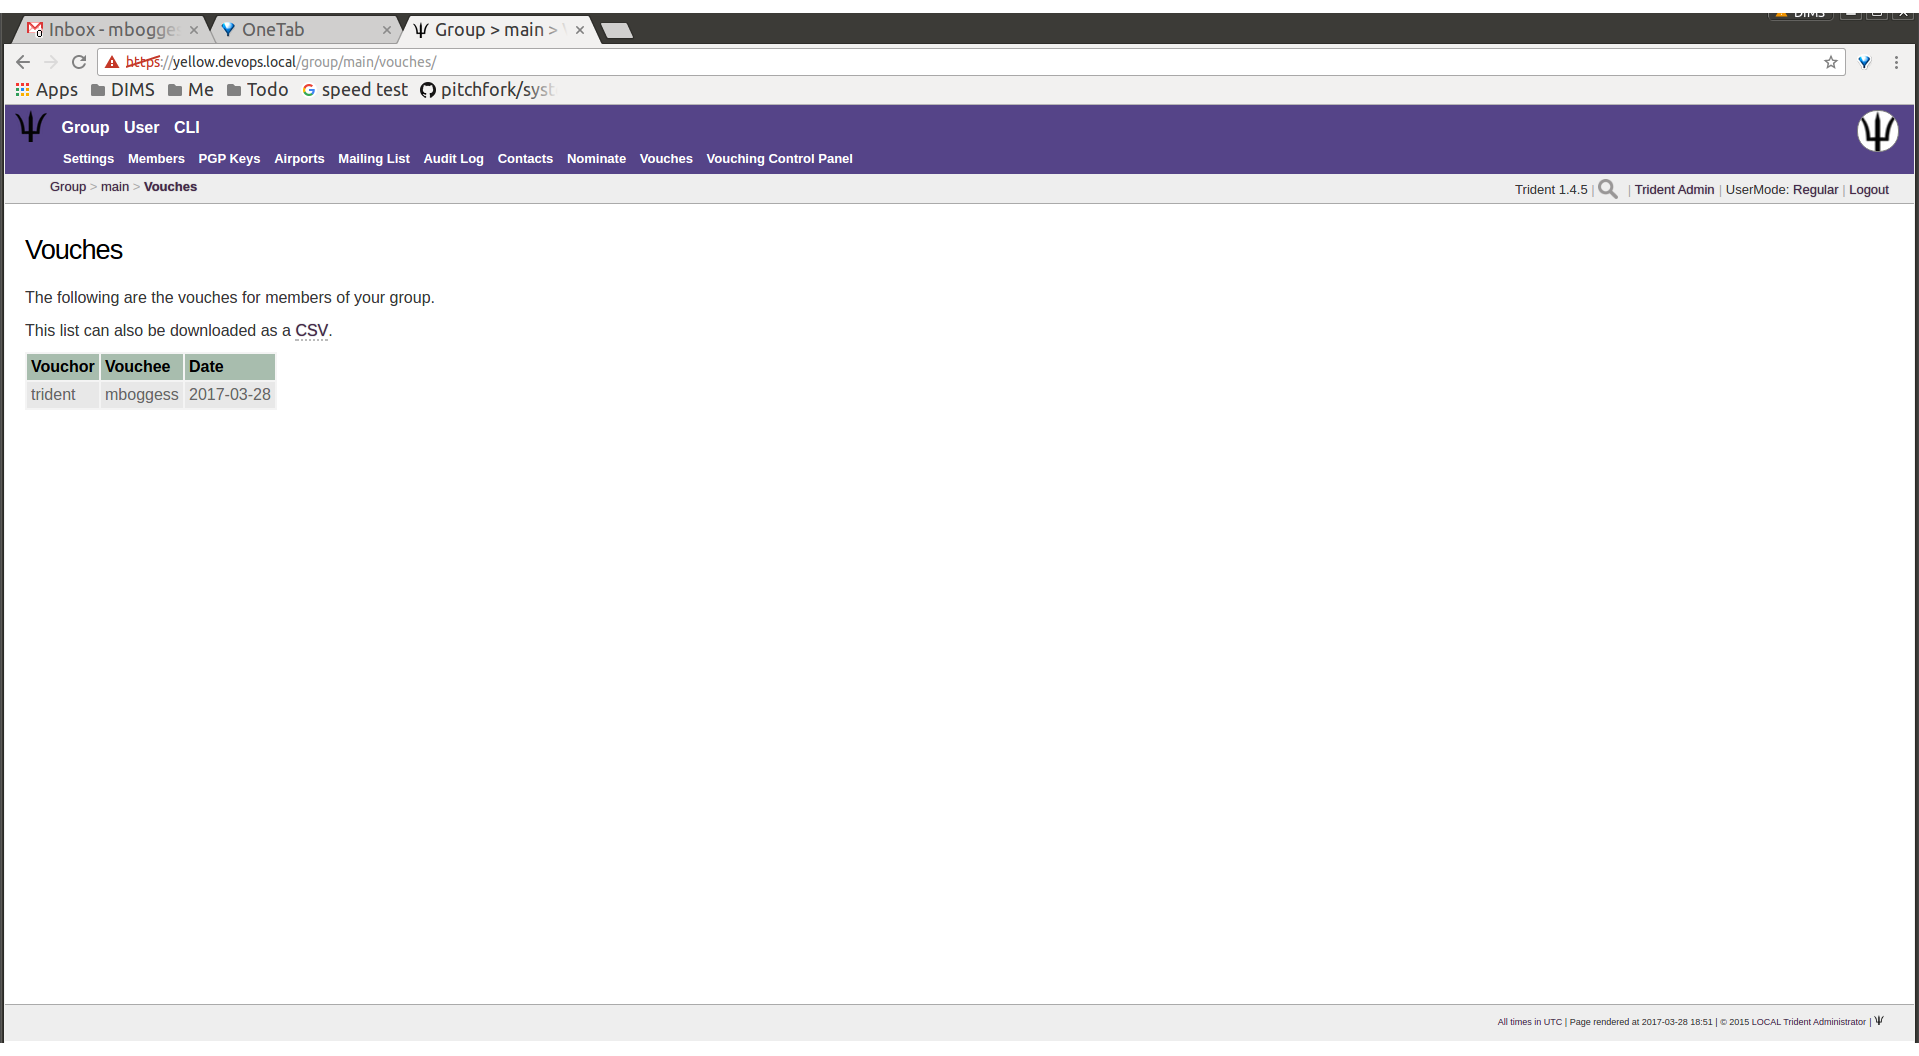 DIMS
Inbox - mbogges
OneTab
Group > main >
https://yellow.devops.local/group/main/vouches/
Apps DIMS Me Todo speed test pitchfork/syst
Group User CLI
Settings Members PGP Keys Airports Mailing List Audit Log Contacts Nominate Vouches Vouching Control Panel
Group > main > Vouches
Trident 1.4.5 | | Trident Admin | UserMode: Regular | Logout
Vouches
The following are the vouches for members of your group.
This list can also be downloaded as a CSV.
Vouchor Vouchee Date
trident mboggess 2017-03-28
All times in UTC | Page rendered at 2017-03-28 18:51 | © 2015 LOCAL Trident Administrator |